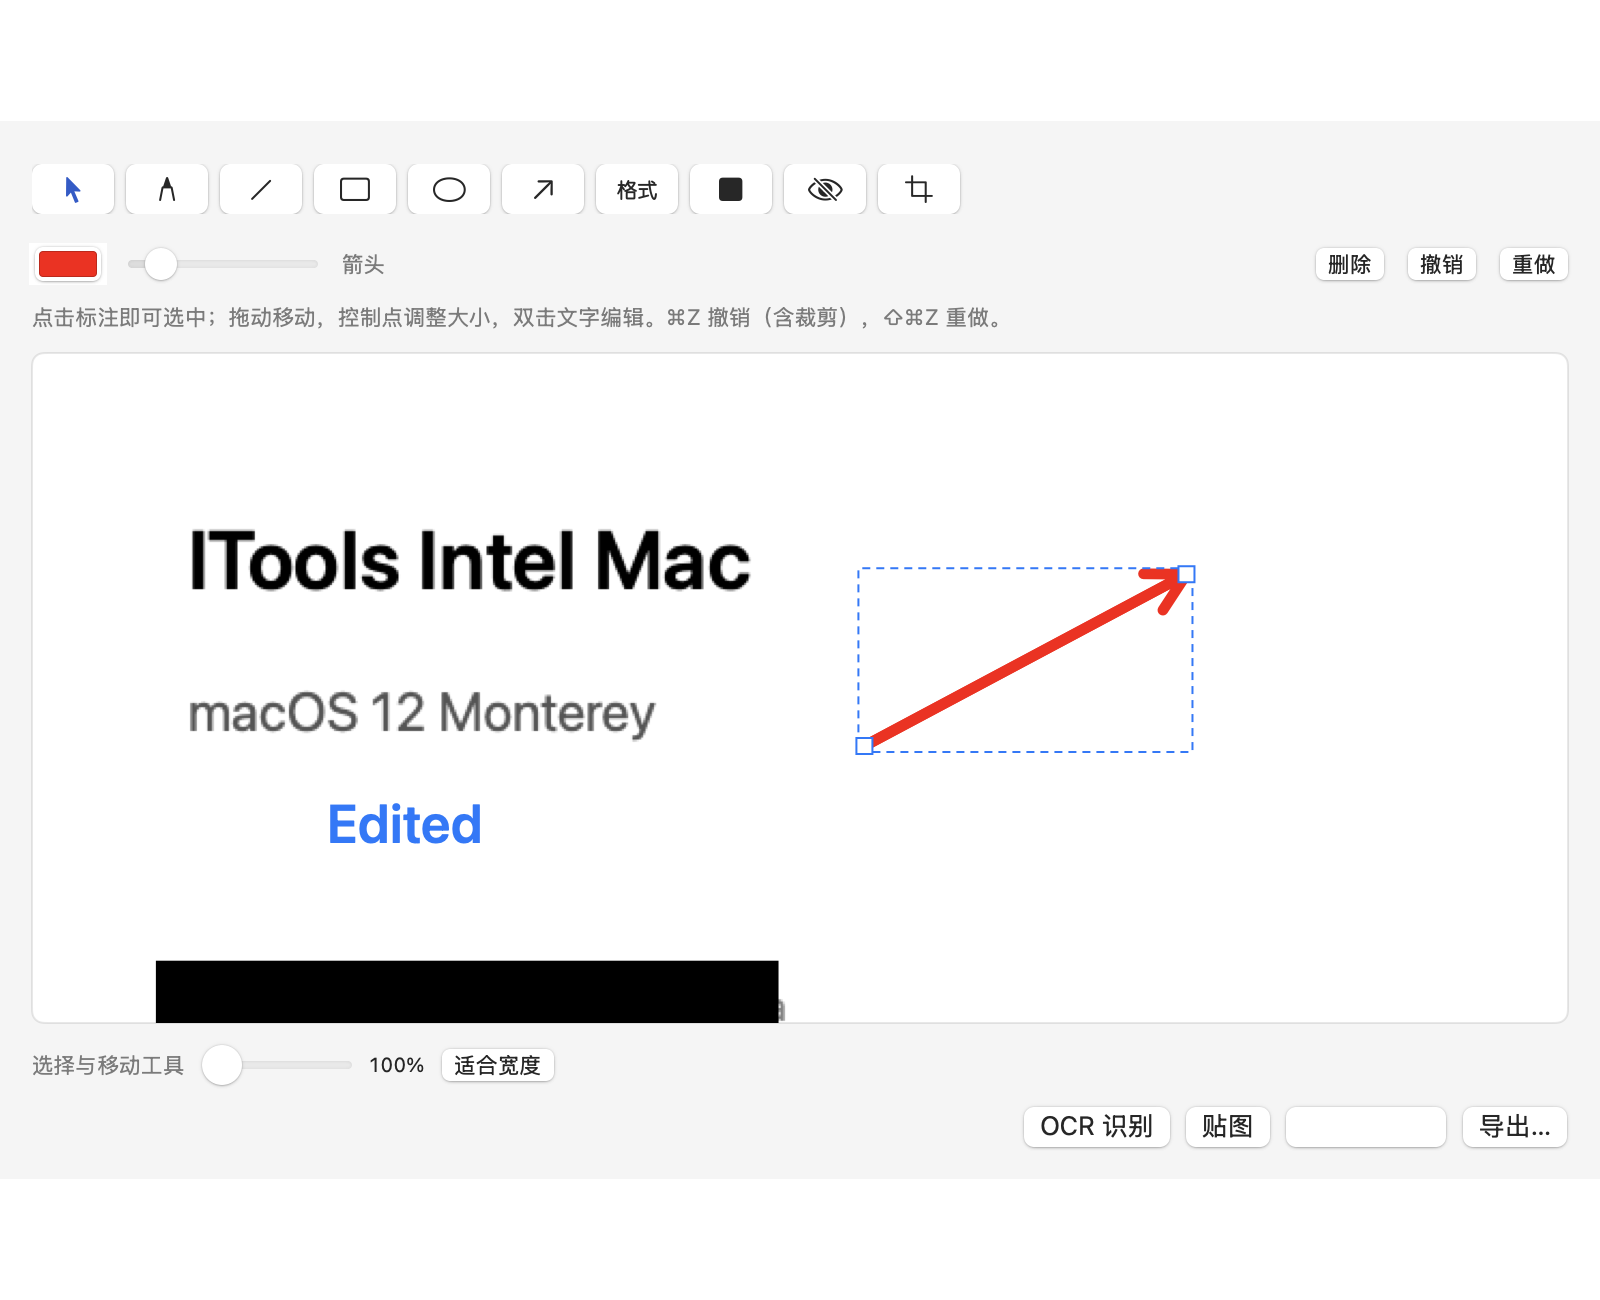 格式
箭头
删除 撤销 重做
点击标注即可选中；拖动移动，控制点调整大小，双击文字编辑。⌘Z 撤销（含裁剪），⇧⌘Z 重做。
ITools Intel Mac
macOS 12 Monterey
Edited
选择与移动工具 100% 适合宽度
OCR 识别 贴图 导出...